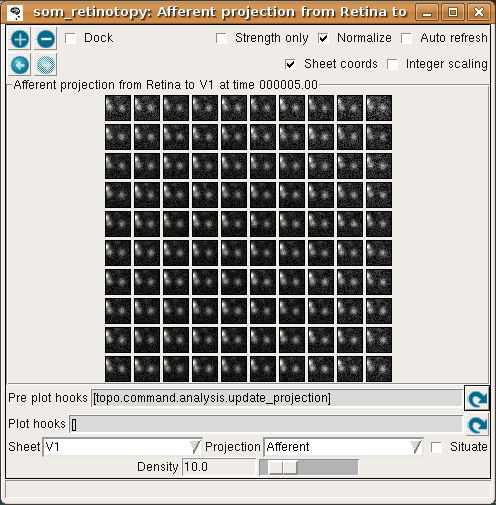 som_retinotopy: Afferent projection from Retina to
Dock Strength only Normalize Auto refresh
Sheet coords Integer scaling
Afferent projection from Retina to V1 at time 000005.00
Pre plot hooks [topo.command.analysis.update_projection]
Plot hooks []
Sheet V1 Projection Afferent Situate
Density 10.0